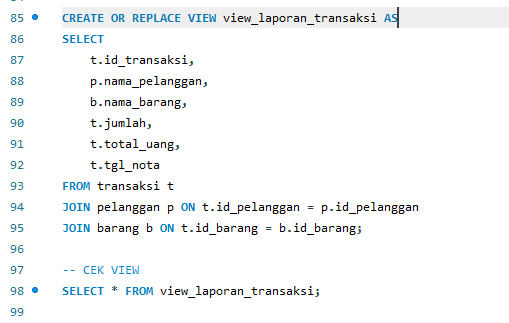 85 CREATE OR REPLACE VIEW view_laporan_transaksi AS
86 SELECT
87 t.id_transaksi,
88 p.nama_pelanggan,
89 b.nama_barang,
90 t.jumlah,
91 t.total_uang,
92 t.tgl_nota
93 FROM transaksi t
94 JOIN pelanggan p ON t.id_pelanggan = p.id_pelanggan
95 JOIN barang b ON t.id_barang = b.id_barang;
96
97 -- CEK VIEW
98 SELECT * FROM view_laporan_transaksi;
99